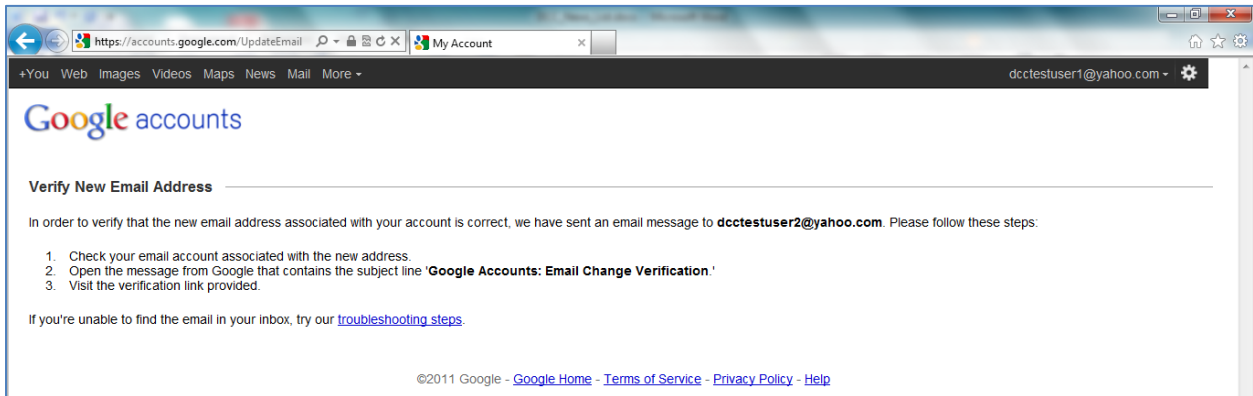 https://accounts.google.com/UpdateEmail
My Account
+You Web Images Videos Maps News Mail More
dcctestuser1@yahoo.com
Google accounts
Verify New Email Address
In order to verify that the new email address associated with your account is correct, we have sent an email message to dcctestuser2@yahoo.com. Please follow these steps:
1. Check your email account associated with the new address.
2. Open the message from Google that contains the subject line 'Google Accounts: Email Change Verification.'
3. Visit the verification link provided.
If you're unable to find the email in your inbox, try our troubleshooting steps.
©2011 Google - Google Home - Terms of Service - Privacy Policy - Help